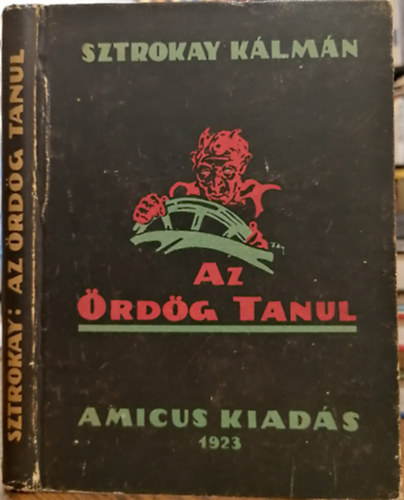 SZTROKAY: AZ ÖRDÖG TANUL
SZTROKAY KÁLMÁN
AZ
ÖRDÖG TANUL
AMICUS KIADÁS
1923